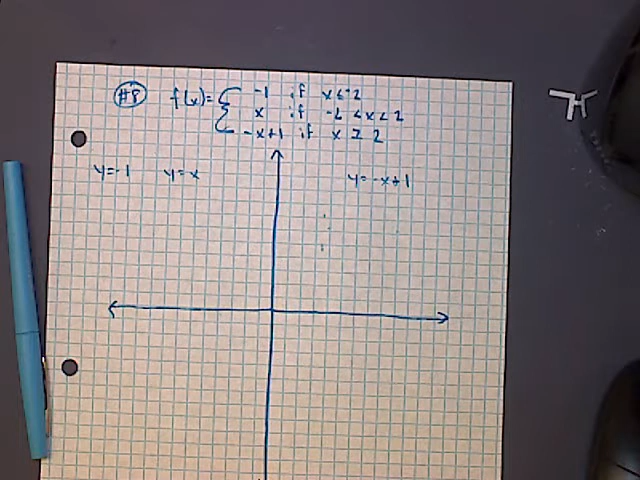 #8 f(x)= { -1 if x<-2
x if -2<x<2
-x+1 if x≥2
y=-1 y=x y=-x+1